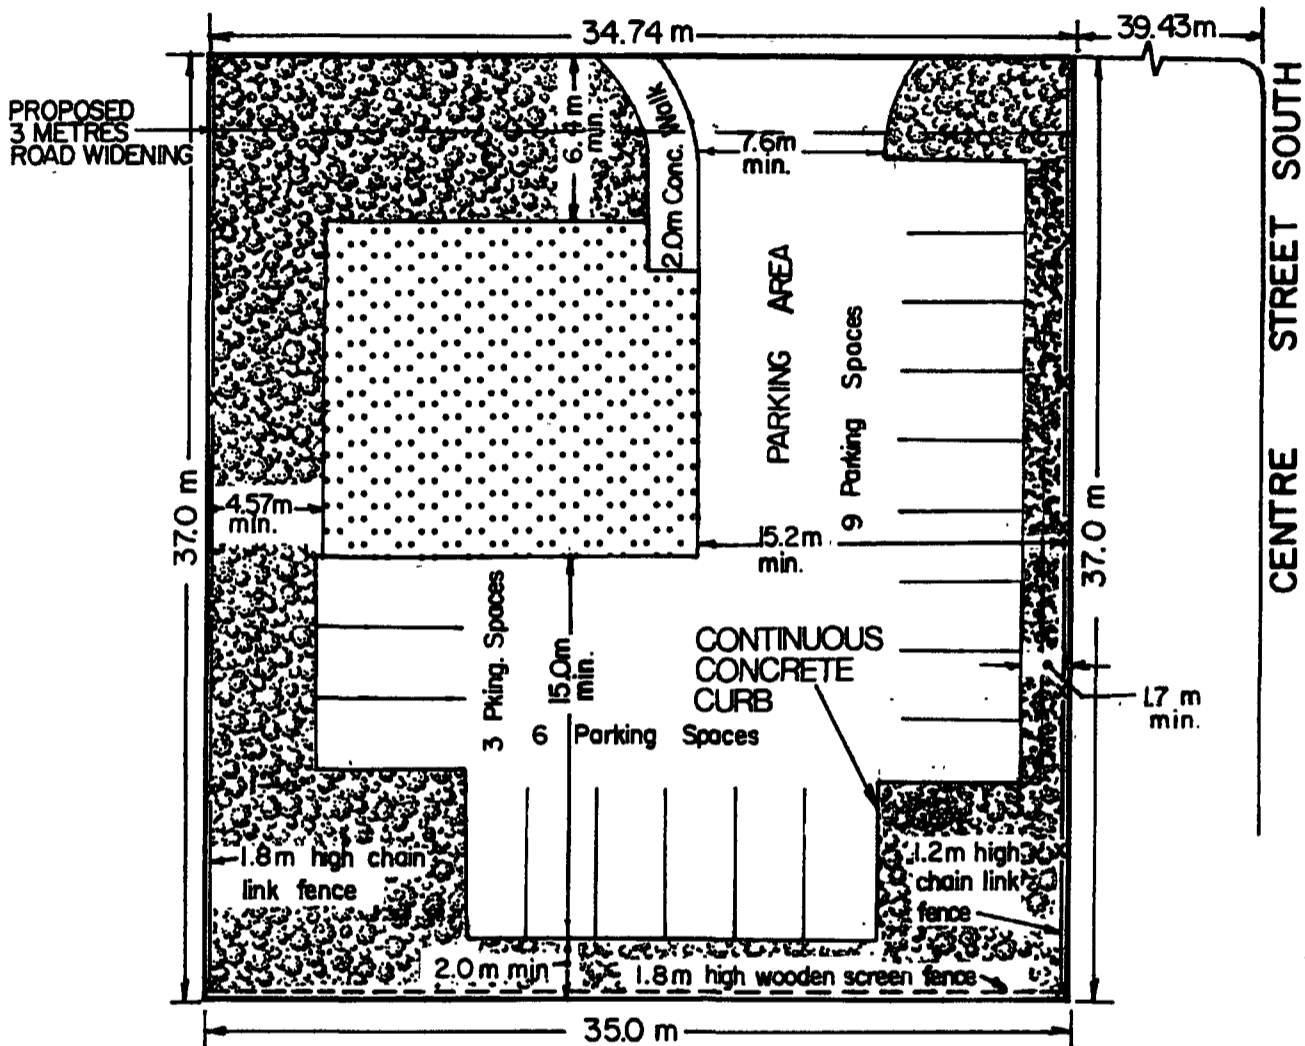 34.74 m
39.43m
PROPOSED
3 METRES
ROAD WIDENING
6.4 m
min.
2.0m Conc. Walk
7.6m
min.
CENTRE STREET SOUTH
PARKING AREA
9 Parking Spaces
37.0 m
4.57m
min.
15.2m
min.
37.0 m
3 Pking. Spaces
15.0m
min.
CONTINUOUS
CONCRETE
CURB
1.7 m
min.
6 Parking Spaces
1.8m high chain
link fence
1.2m high
chain link
fence
2.0m min
1.8m high wooden screen fence
35.0 m